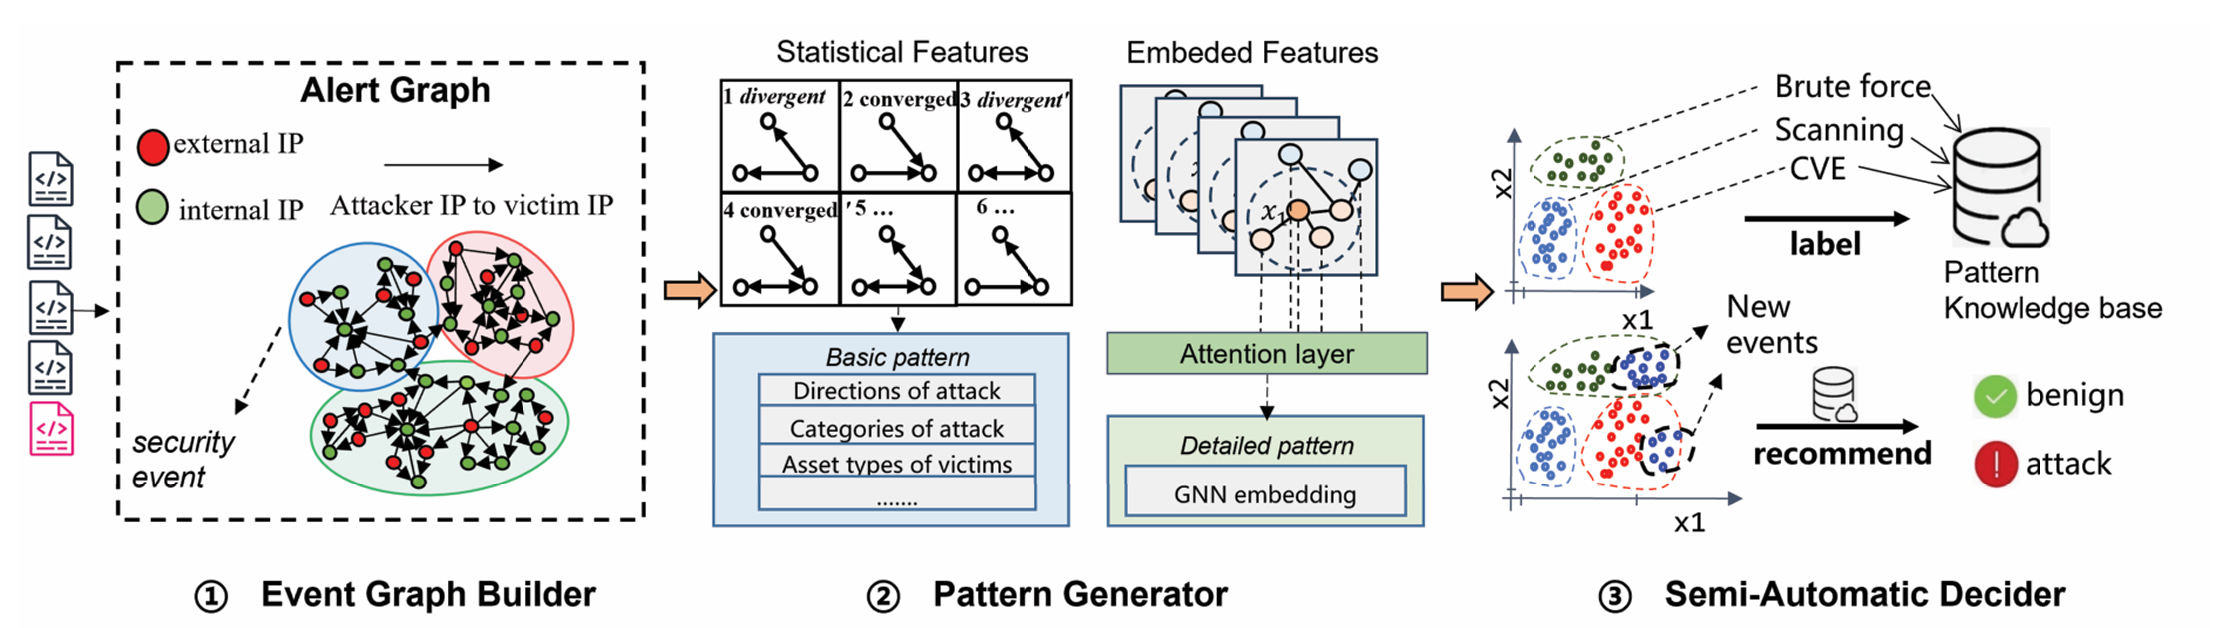 Alert Graph
external IP
internal IP
Attacker IP to victim IP
security
event
① Event Graph Builder
Statistical Features
1 divergent
2 converged
3 divergent'
4 converged'
5 ...
6 ...
Basic pattern
Directions of attack
Categories of attack
Asset types of victims
.......
Embeded Features
x1
Attention layer
Detailed pattern
GNN embedding
② Pattern Generator
Brute force
Scanning
CVE
x2
x1
label
Pattern
Knowledge base
New
events
x2
x1
recommend
benign
attack
③ Semi-Automatic Decider